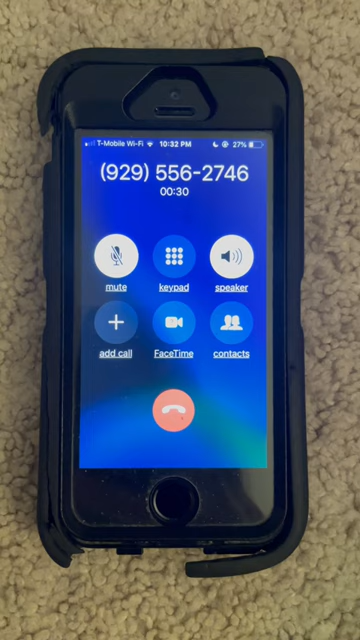 T-Mobile Wi-Fi 10:32 PM 27%
(929) 556-2746
00:30
mute keypad speaker
add call FaceTime contacts